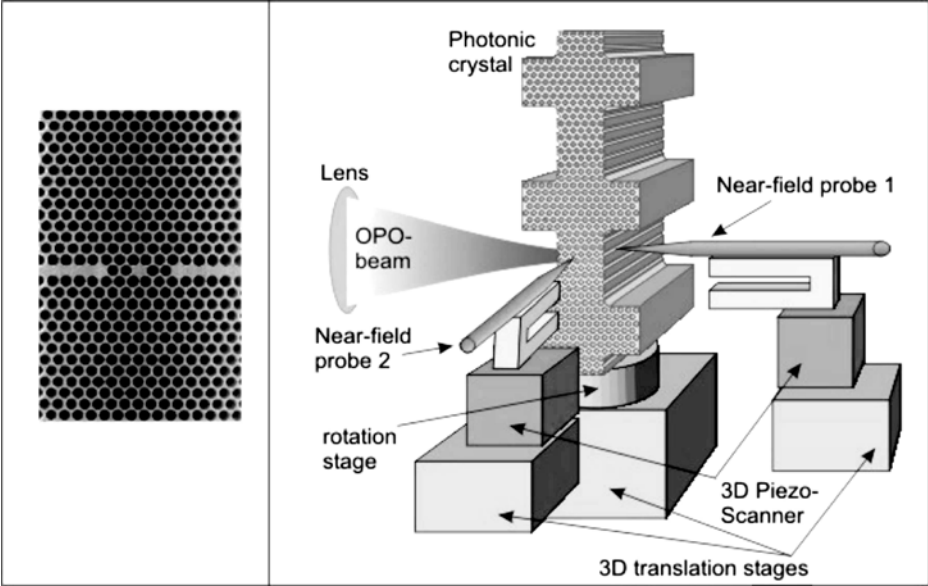 Photonic
crystal
Lens
OPO-
beam
Near-field probe 1
Near-field
probe 2
rotation
stage
3D Piezo-
Scanner
3D translation stages